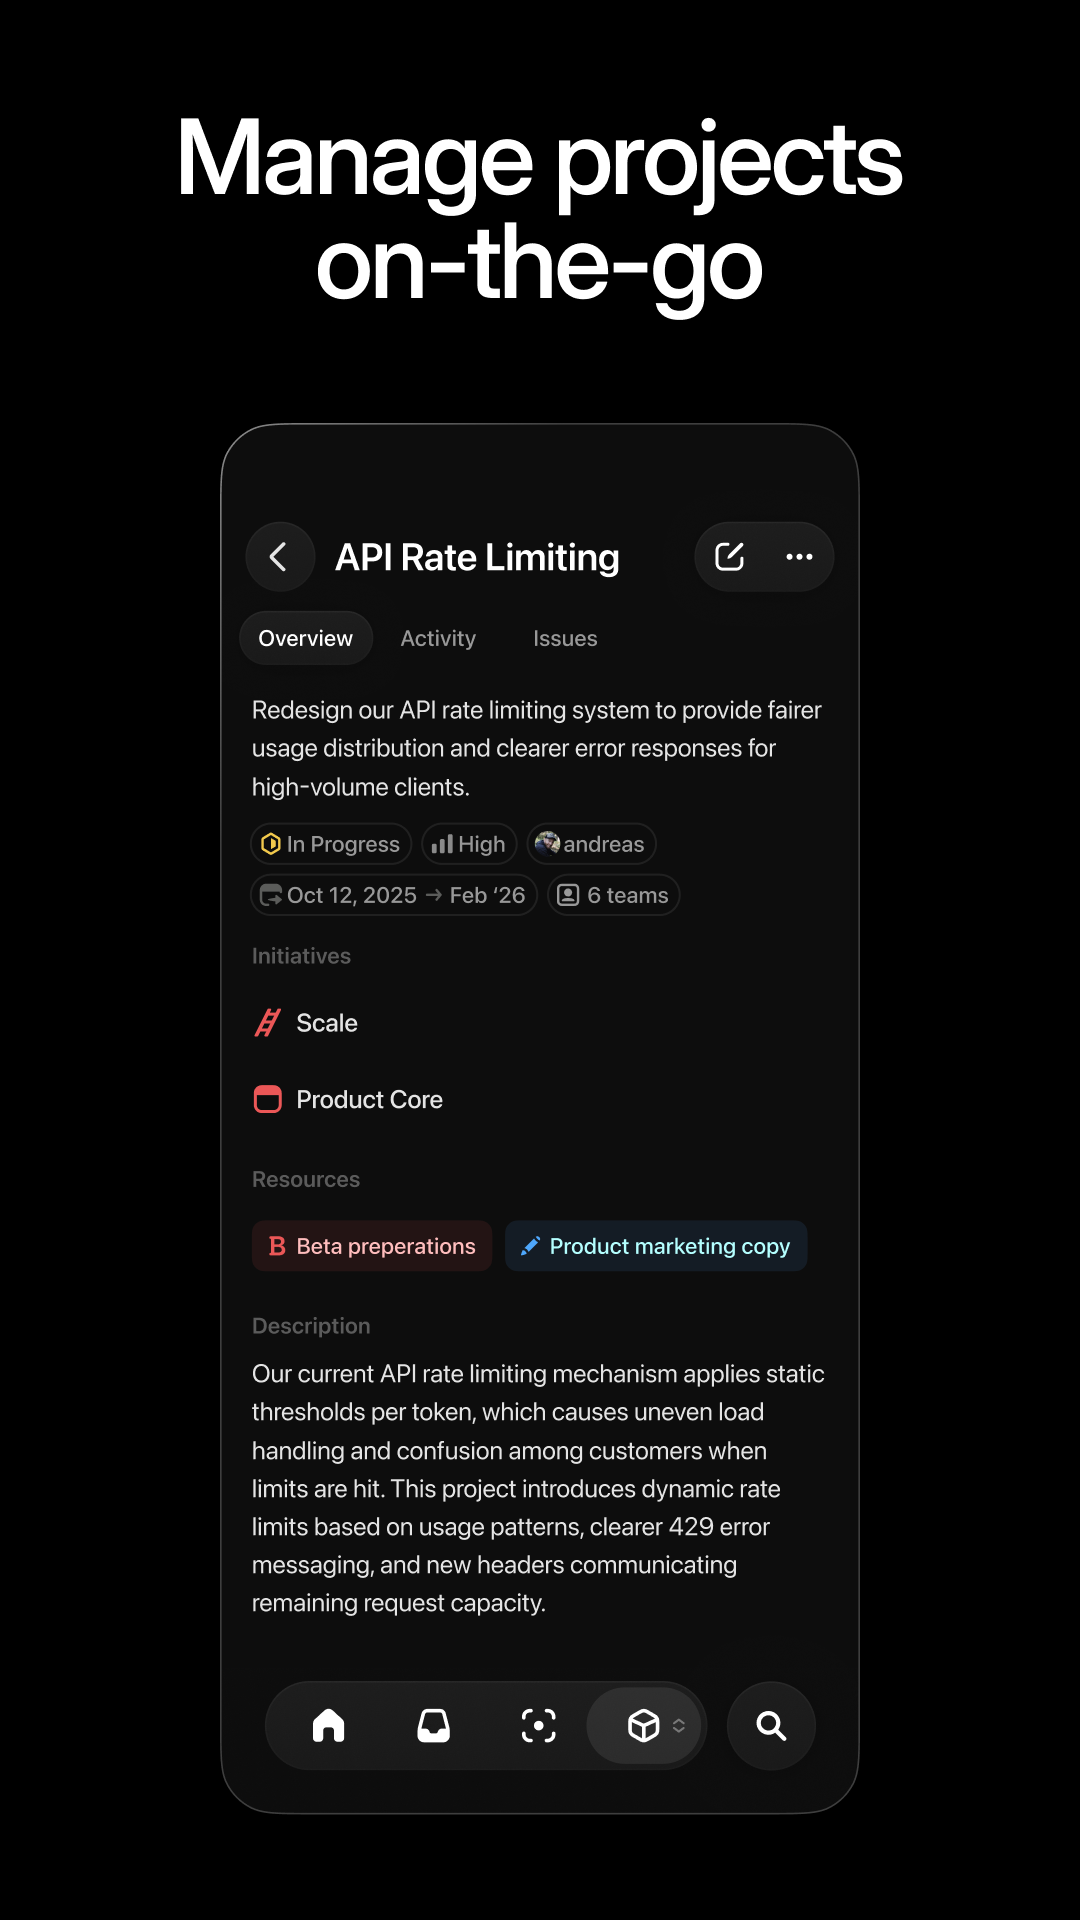 Manage projects
on-the-go
API Rate Limiting
Overview Activity Issues
Redesign our API rate limiting system to provide fairer
usage distribution and clearer error responses for
high-volume clients.
In Progress High andreas
Oct 12, 2025 → Feb ‘26 6 teams
Initiatives
Scale
Product Core
Resources
B Beta preperations Product marketing copy
Description
Our current API rate limiting mechanism applies static
thresholds per token, which causes uneven load
handling and confusion among customers when
limits are hit. This project introduces dynamic rate
limits based on usage patterns, clearer 429 error
messaging, and new headers communicating
remaining request capacity.